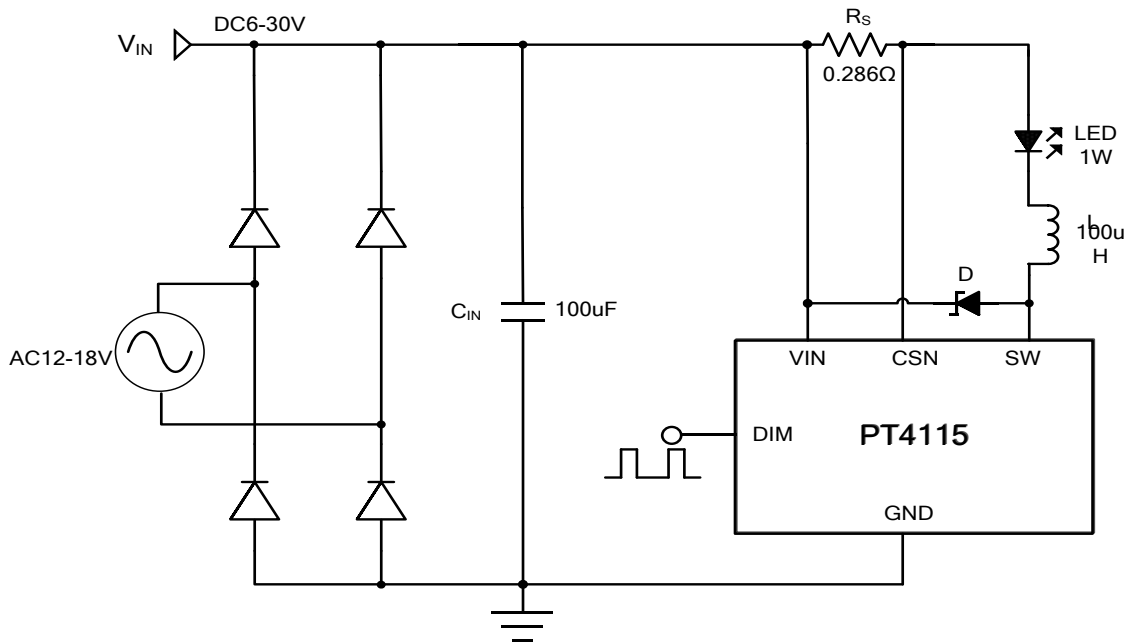 DC6-30V
VIN
RS
0.286Ω
LED
1W
L
100u
H
D
CIN
100uF
AC12-18V
VIN
CSN
SW
DIM
PT4115
GND